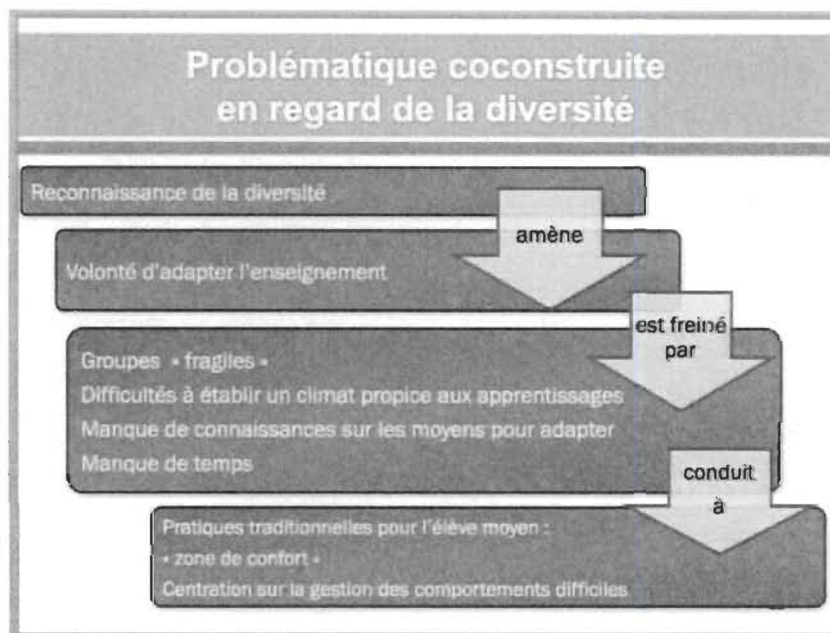 Problématique coconstruite
en regard de la diversité
Reconnaissance de la diversité
amène
Volonté d'adapter l'enseignement
est freiné
par
Groupes « fragiles »
Difficultés à établir un climat propice aux apprentissages
Manque de connaissances sur les moyens pour adapter
Manque de temps
conduit
à
Pratiques traditionnelles pour l'élève moyen :
« zone de confort »
Centration sur la gestion des comportements difficiles